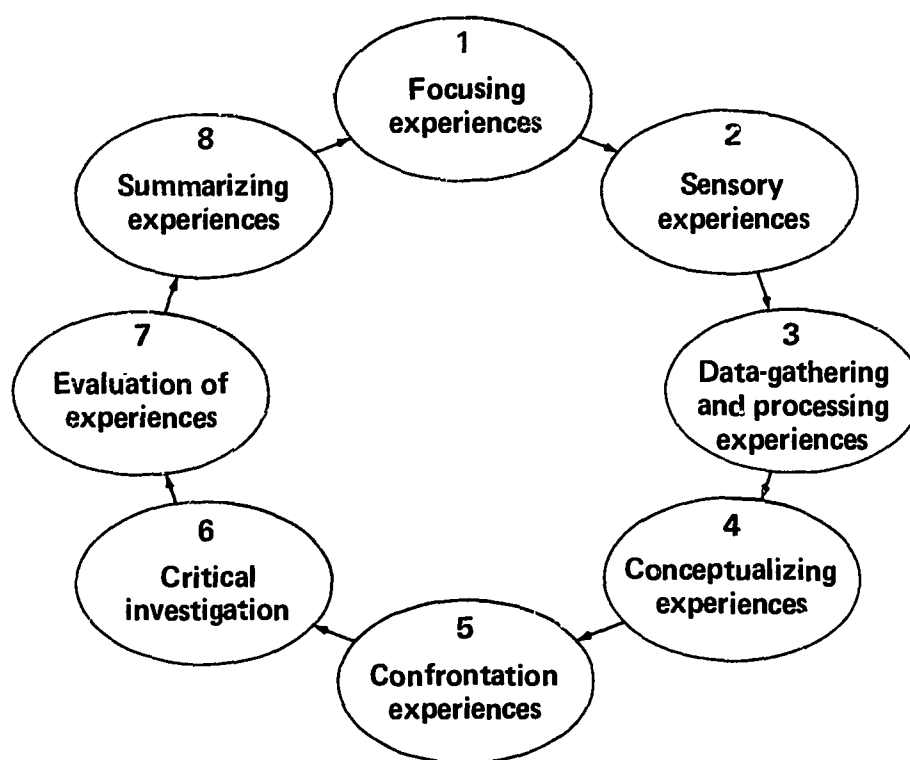 1
Focusing
experiences
2
Sensory
experiences
3
Data-gathering
and processing
experiences
4
Conceptualizing
experiences
5
Confrontation
experiences
6
Critical
investigation
7
Evaluation of
experiences
8
Summarizing
experiences